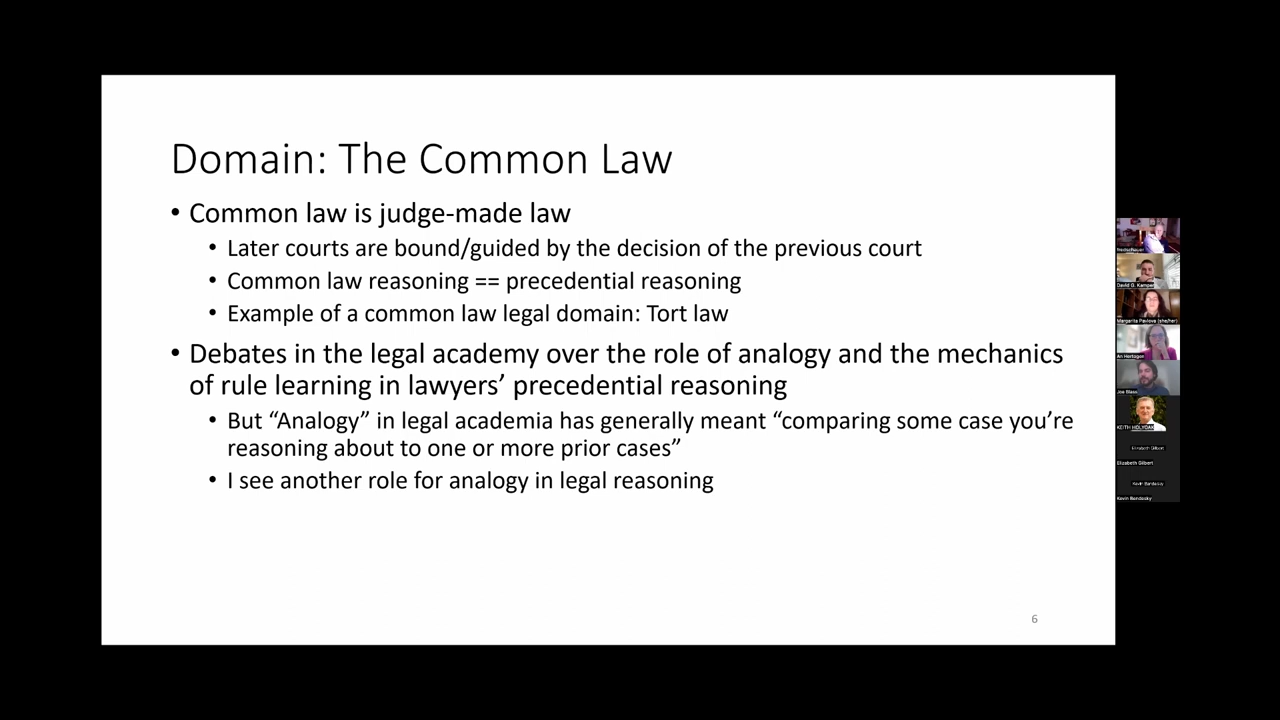 Domain: The Common Law
• Common law is judge-made law
• Later courts are bound/guided by the decision of the previous court
• Common law reasoning == precedential reasoning
• Example of a common law legal domain: Tort law
• Debates in the legal academy over the role of analogy and the mechanics
of rule learning in lawyers’ precedential reasoning
• But “Analogy” in legal academia has generally meant “comparing some case you’re
reasoning about to one or more prior cases”
• I see another role for analogy in legal reasoning
6
David G. Kamper
Margarita Pavlova (she/her)
An Hertogen
Joe Blass
KEITH HOLYOAK
Elizabeth Gilbert
Elizabeth Gilbert